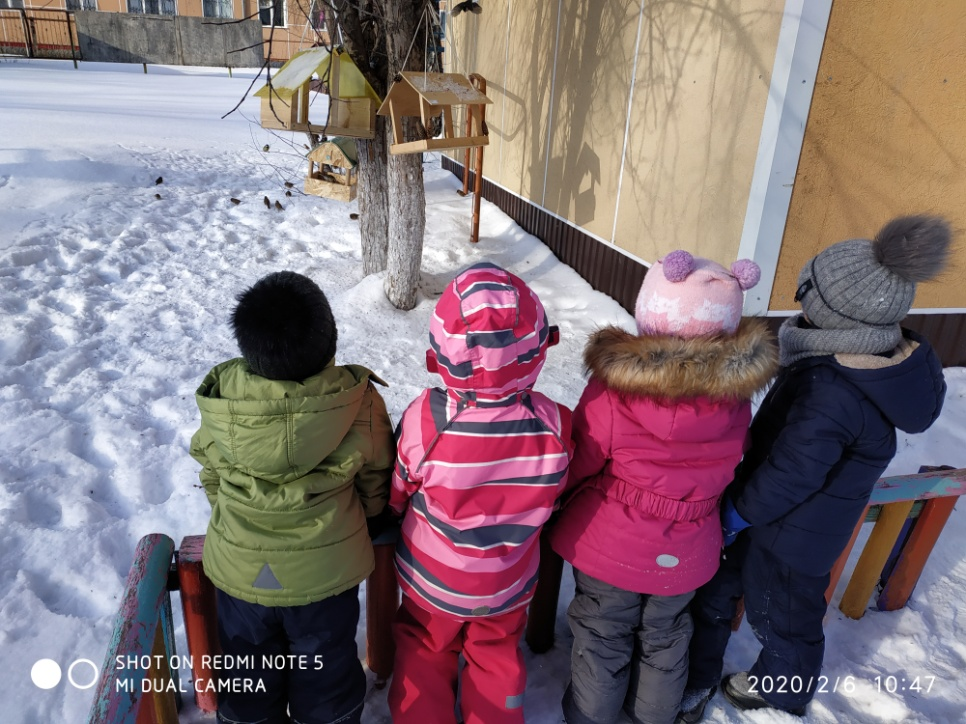 SHOT ON REDMI NOTE 5
MI DUAL CAMERA
2020/2/6 10:47